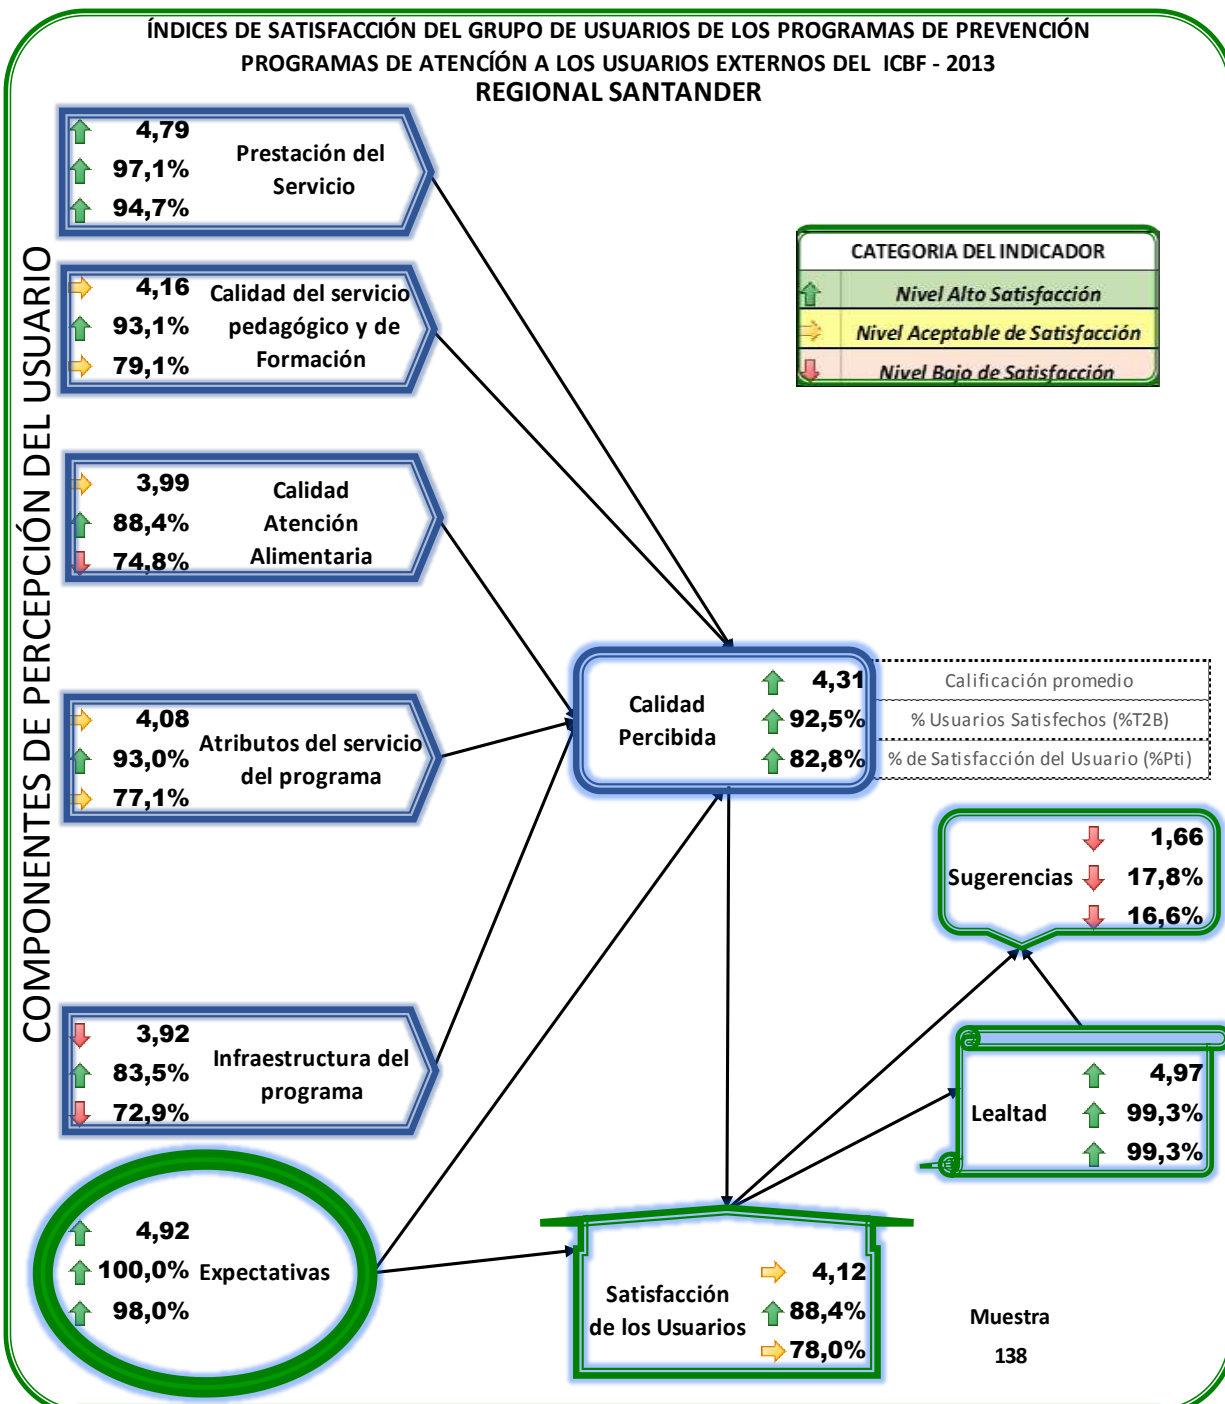 ÍNDICES DE SATISFACCIÓN DEL GRUPO DE USUARIOS DE LOS PROGRAMAS DE PREVENCIÓN
PROGRAMAS DE ATENCÍÓN A LOS USUARIOS EXTERNOS DEL ICBF - 2013
REGIONAL SANTANDER
COMPONENTES DE PERCEPCIÓN DEL USUARIO
4,79
97,1%
94,7%
Prestación del
Servicio
4,16
93,1%
79,1%
Calidad del servicio
pedagógico y de
Formación
3,99
88,4%
74,8%
Calidad
Atención
Alimentaria
4,08
93,0%
77,1%
Atributos del servicio
del programa
3,92
83,5%
72,9%
Infraestructura del
programa
4,92
100,0%
98,0%
Expectativas
CATEGORIA DEL INDICADOR
Nivel Alto Satisfacción
Nivel Aceptable de Satisfacción
Nivel Bajo de Satisfacción
Calidad
Percibida
4,31
92,5%
82,8%
Calificación promedio
% Usuarios Satisfechos (%T2B)
% de Satisfacción del Usuario (%Pti)
Sugerencias
1,66
17,8%
16,6%
Lealtad
4,97
99,3%
99,3%
Satisfacción
de los Usuarios
4,12
88,4%
78,0%
Muestra
138